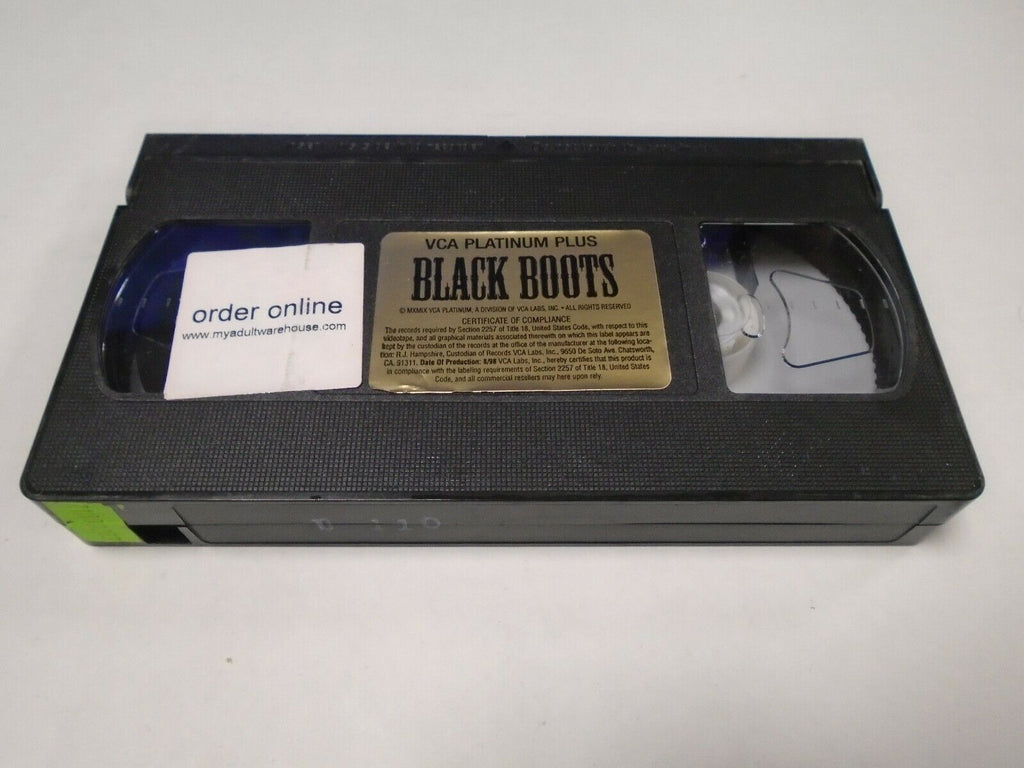 order online
www.myadultwarehouse.com
VCA PLATINUM PLUS
BLACK BOOTS
© MXMIIX VCA PLATINUM, A DIVISION OF VCA LABS, INC. • ALL RIGHTS RESERVED
CERTIFICATE OF COMPLIANCE
The records required by Section 2257 of Title 18, United States Code, with respect to this
videotape, and all graphical materials associated therewith on which this label appears are
kept by the custodian of the records at the office of the manufacturer at the following loca-
tion: R.J. Hampshire, Custodian of Records VCA Labs, Inc., 9650 De Soto Ave. Chatsworth,
CA. 91311. Date Of Production: 8/98 VCA Labs, Inc., hereby certifies that this product is
in compliance with the labeling requirements of Section 2257 of Title 18, United States
Code, and all commercial resellers may here upon rely.